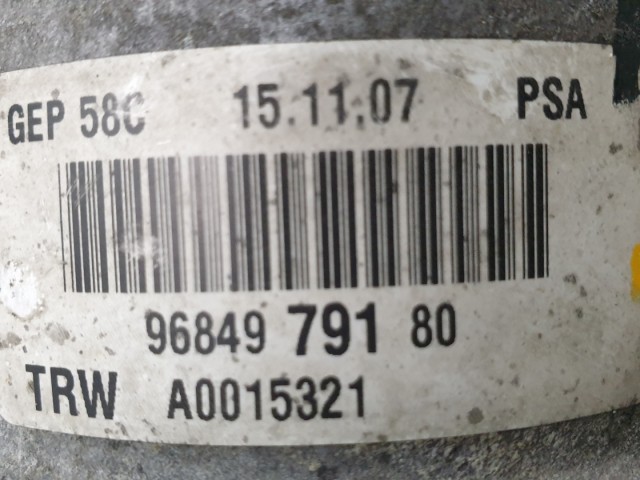 GEP 58C 15.11.07 PSA
96849 791 80
TRW A0015321